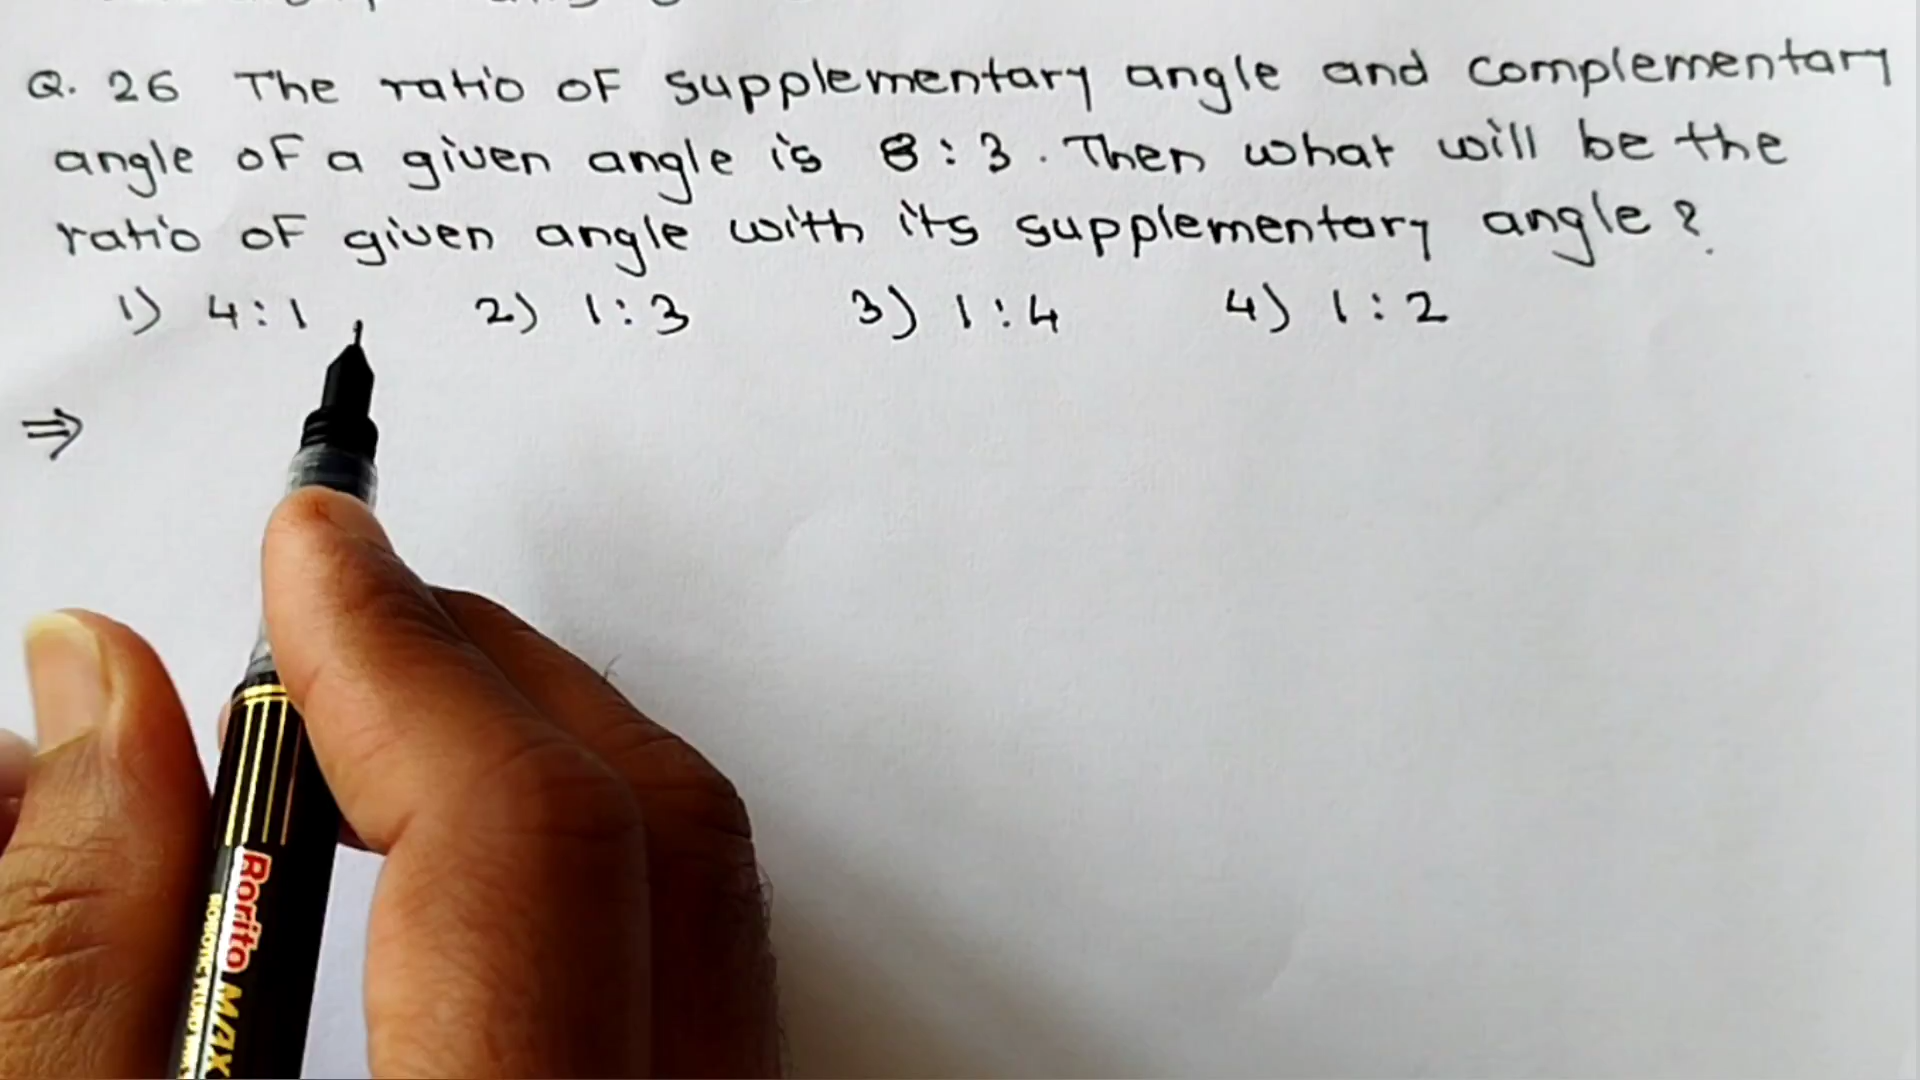 Q. 26 The ratio of supplementary angle and complementary
angle of a given angle is 8 : 3 . Then what will be the
ratio of given angle with its supplementary angle ?
1) 4 : 1 2) 1 : 3 3) 1 : 4 4) 1 : 2
⇒
Rorito MAX